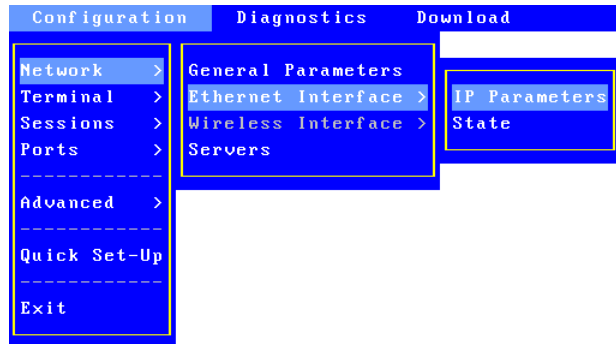 Configuration Diagnostics Download
Network >
Terminal >
Sessions >
Ports >
------------
Advanced >
------------
Quick Set-Up
------------
Exit
General Parameters
Ethernet Interface >
Wireless Interface >
Servers
IP Parameters
State